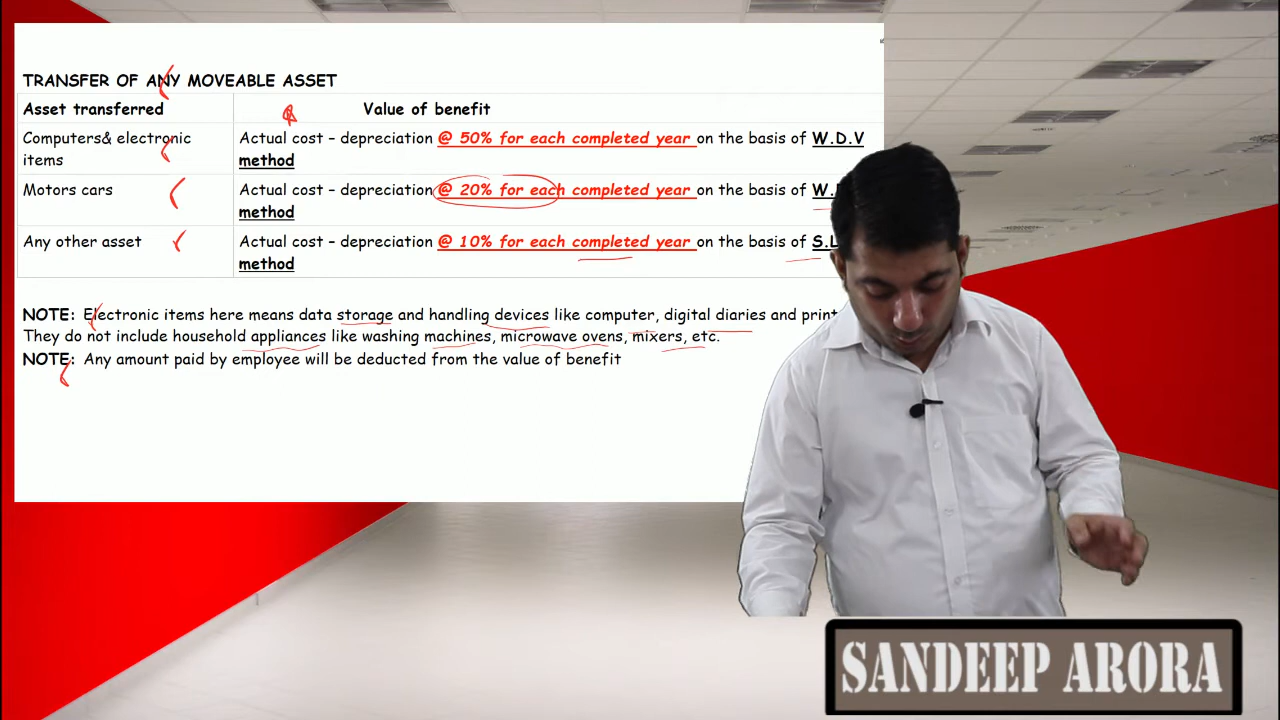 TRANSFER OF ANY MOVEABLE ASSET
Asset transferred Value of benefit
Computers& electronic items Actual cost – depreciation @ 50% for each completed year on the basis of W.D.V method
Motors cars Actual cost – depreciation @ 20% for each completed year on the basis of method
Any other asset Actual cost – depreciation @ 10% for each completed year on the basis of method
NOTE: Electronic items here means data storage and handling devices like computer, digital diaries and
They do not include household appliances like washing machines, microwave ovens, mixers, etc.
NOTE: Any amount paid by employee will be deducted from the value of benefit
SANDEEP ARORA